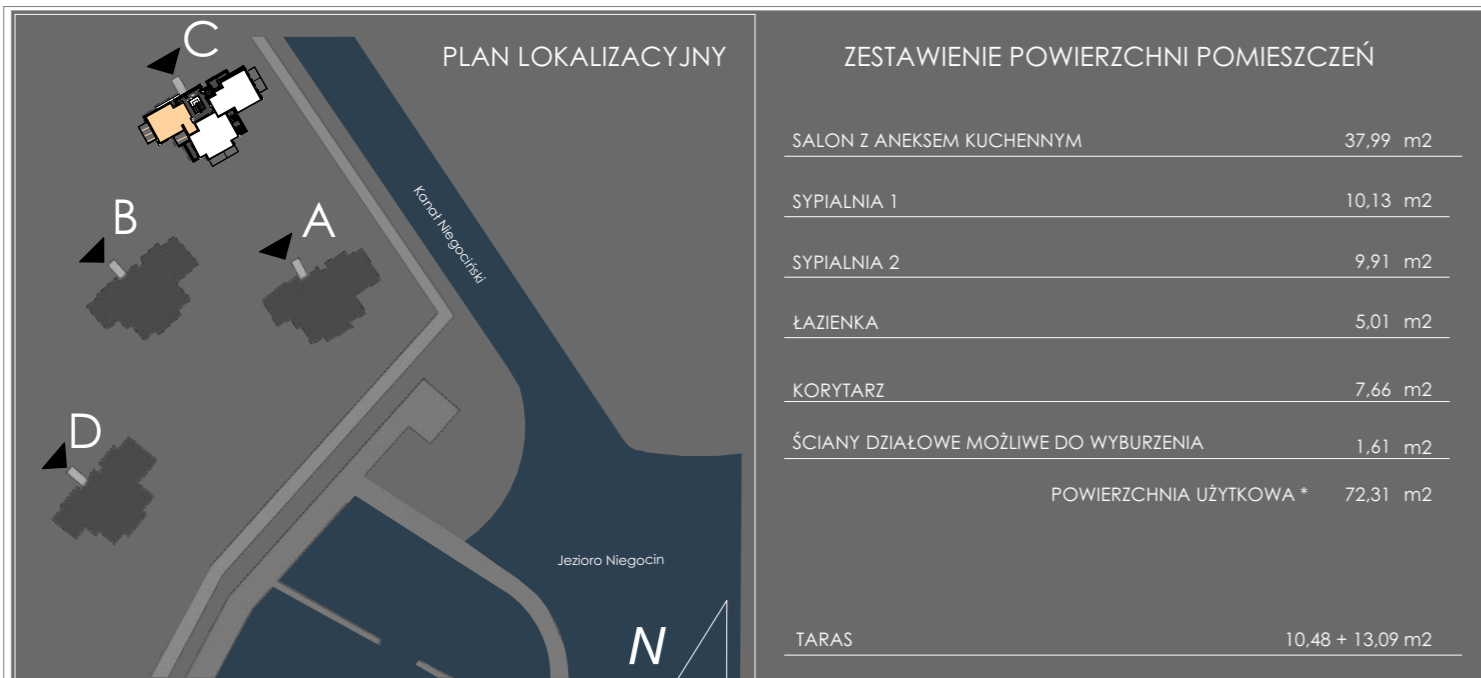 PLAN LOKALIZACYJNY
C
B
A
D
Kanał Niegociński
Jezioro Niegocin
N
ZESTAWIENIE POWIERZCHNI POMIESZCZEŃ
SALON Z ANEKSEM KUCHENNYM 37,99 m2
SYPIALNIA 1 10,13 m2
SYPIALNIA 2 9,91 m2
ŁAZIENKA 5,01 m2
KORYTARZ 7,66 m2
ŚCIANY DZIAŁOWE MOŻLIWE DO WYBURZENIA 1,61 m2
POWIERZCHNIA UŻYTKOWA * 72,31 m2
TARAS 10,48 + 13,09 m2